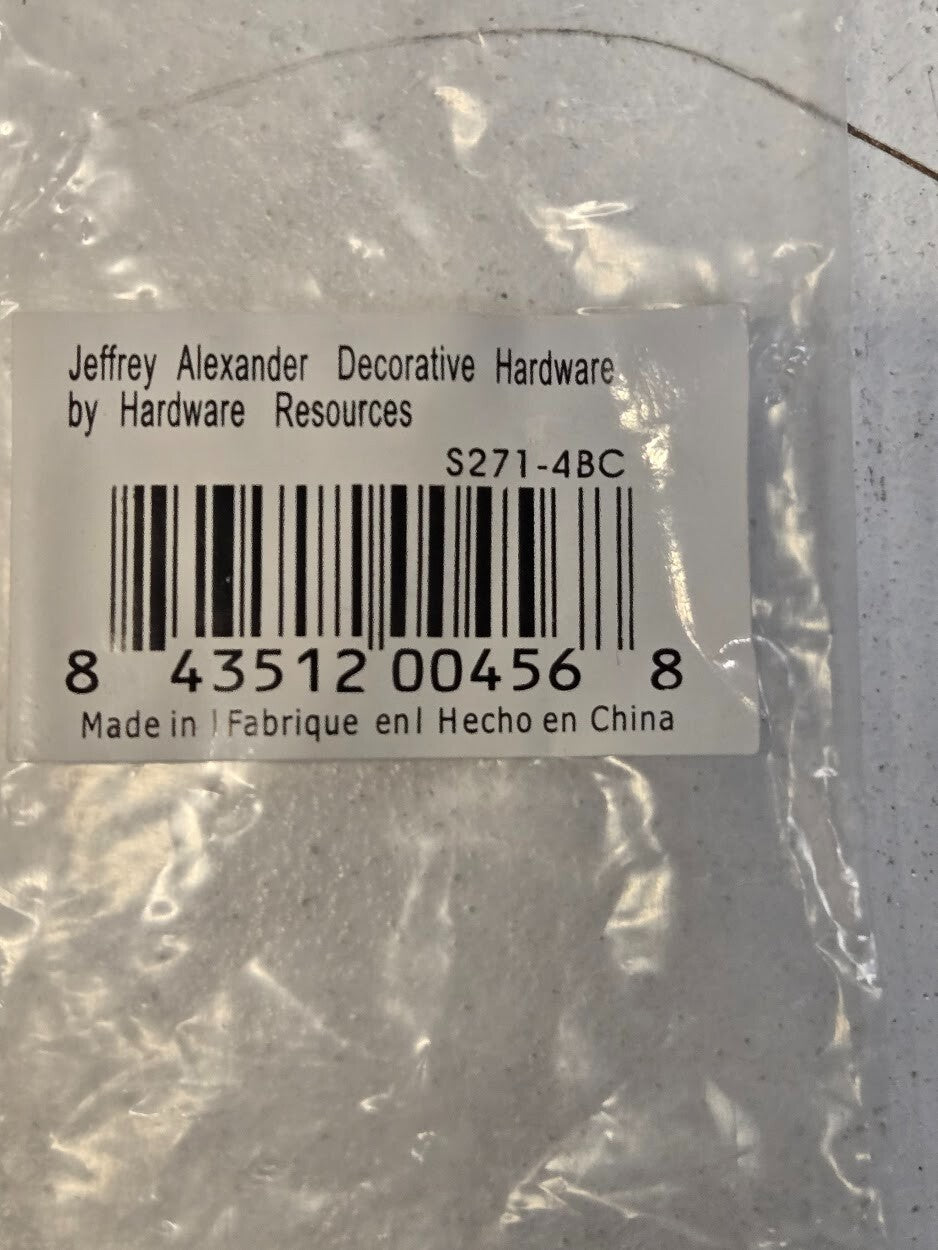 Jeffrey Alexander Decorative Hardware
by Hardware Resources
S271-4BC
8 43512 00456 8
Made in | Fabrique en| Hecho en China